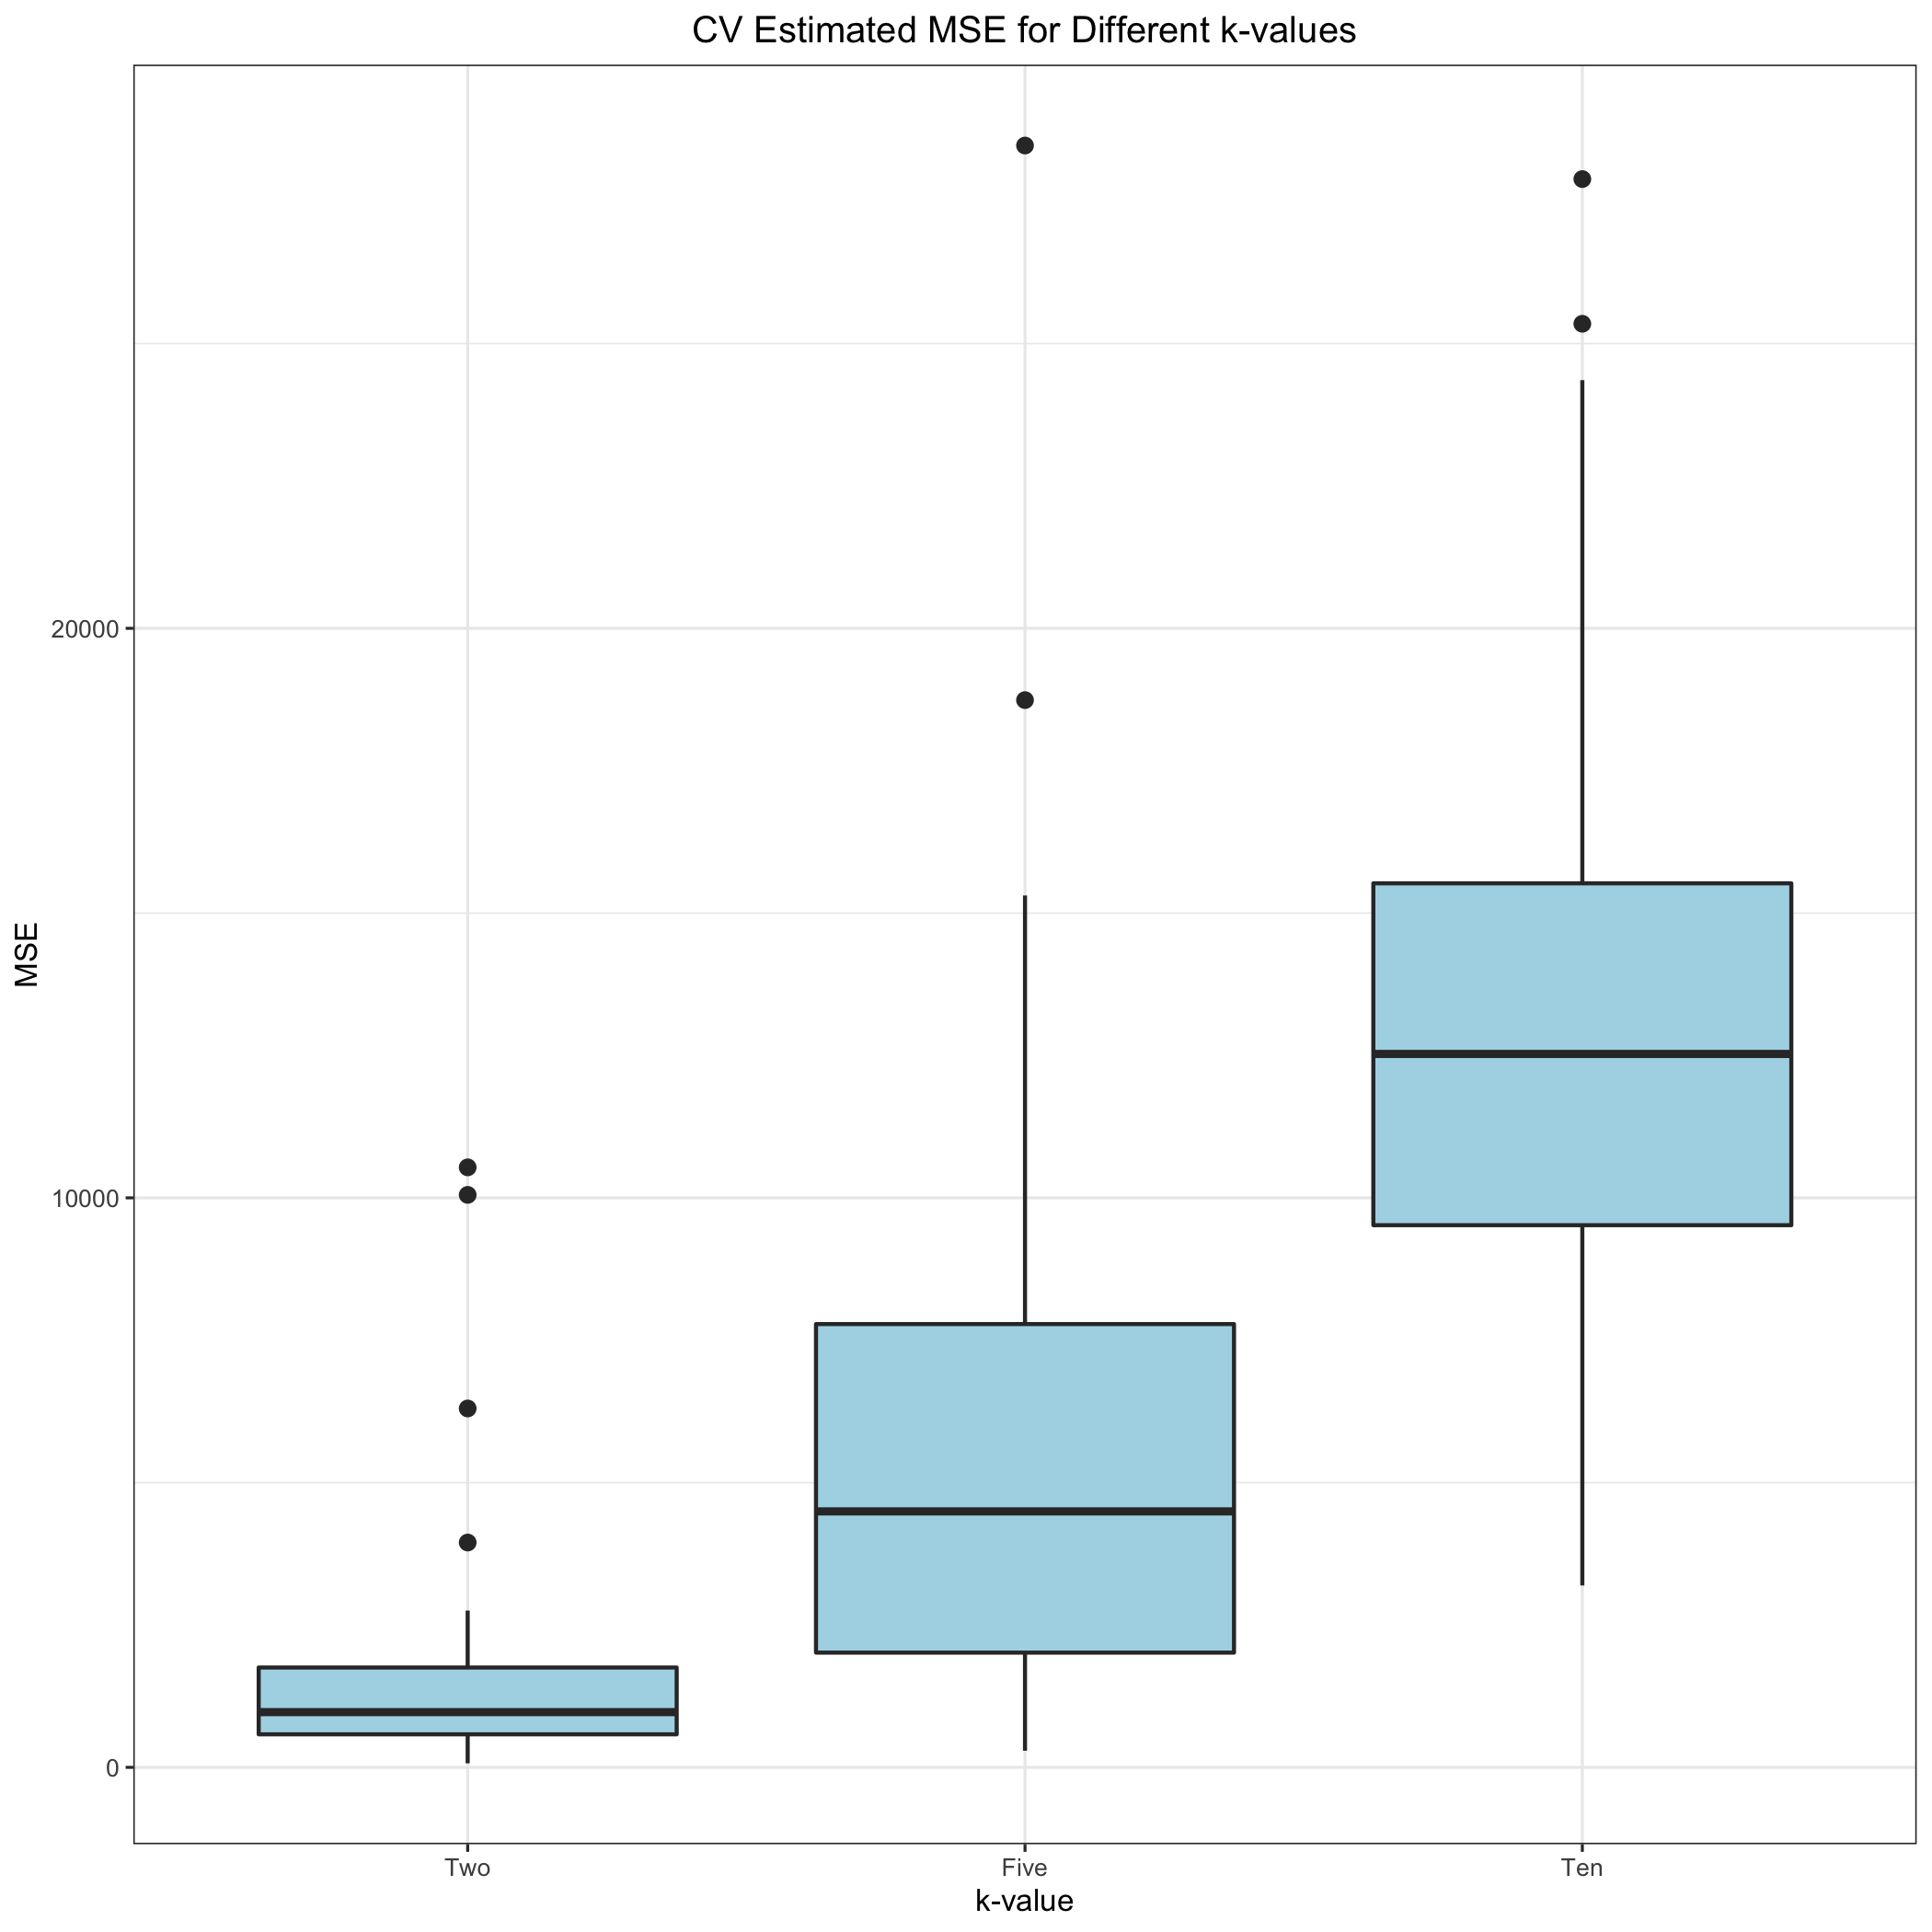 CV Estimated MSE for Different k-values
MSE
20000
10000
0
Two
Five
Ten
k-value